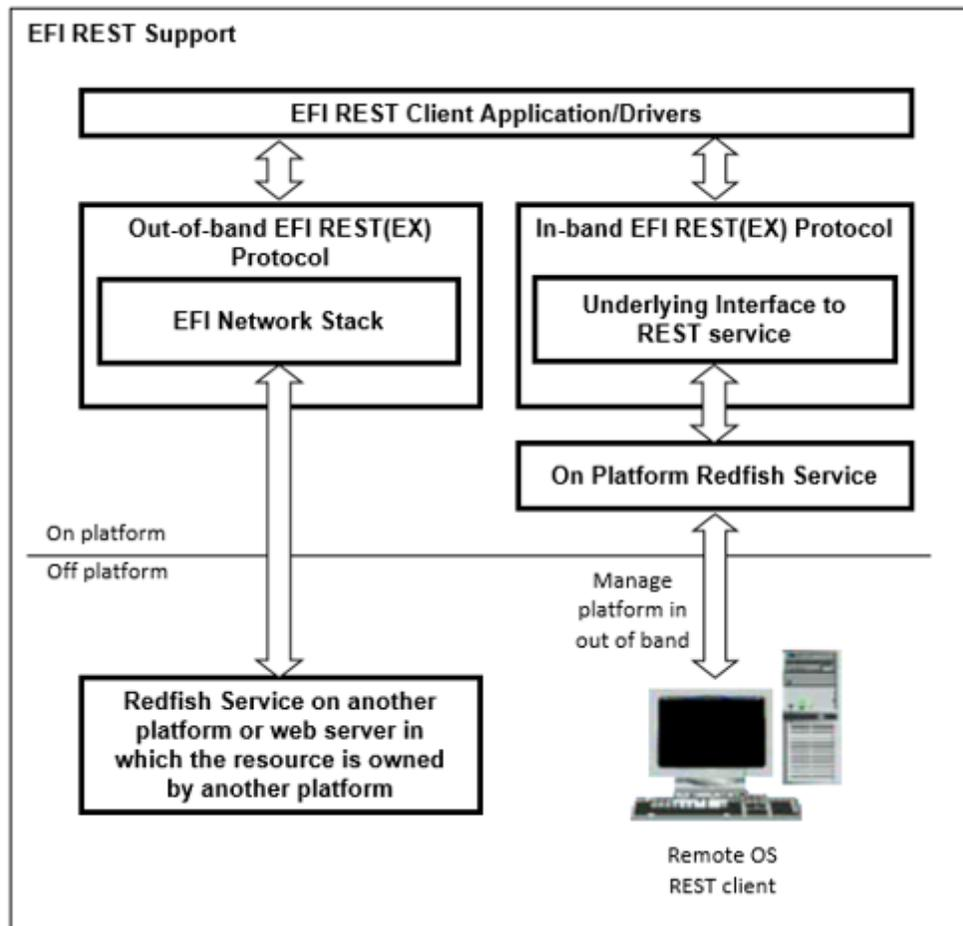 EFI REST Support
EFI REST Client Application/Drivers
Out-of-band EFI REST(EX)
Protocol
EFI Network Stack
In-band EFI REST(EX) Protocol
Underlying Interface to
REST service
On Platform Redfish Service
On platform
Off platform
Manage
platform in
out of band
Redfish Service on another
platform or web server in
which the resource is owned
by another platform
Remote OS
REST client